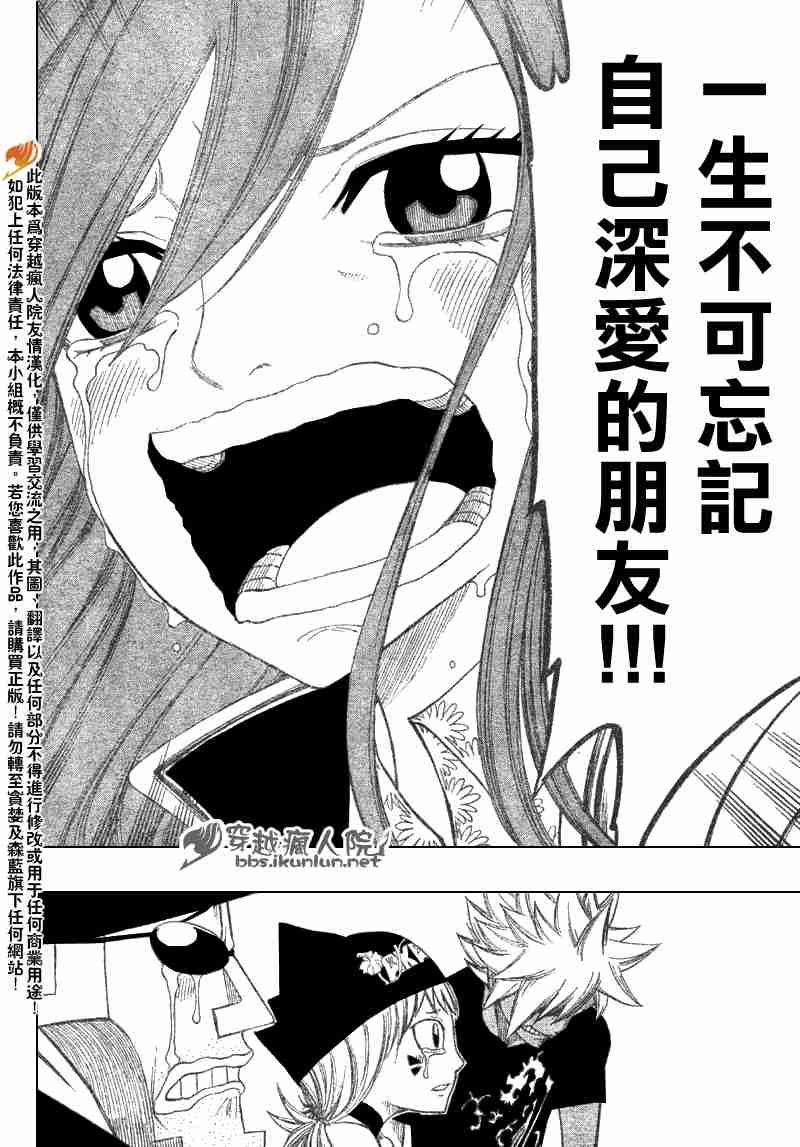 一生不可忘記
自己深愛的朋友!!!
此版本爲穿越瘋人院友情漢化，僅供學習交流之用，其圖，翻譯以及任何部分不得進行修改或用于任何商業用途！
如犯上任何法律責任，本小組概不負責。若您喜歡此作品，請購買正版！請勿轉至貪婪及森藍旗下任何網站！
穿越瘋人院
bbs.ikunlun.net